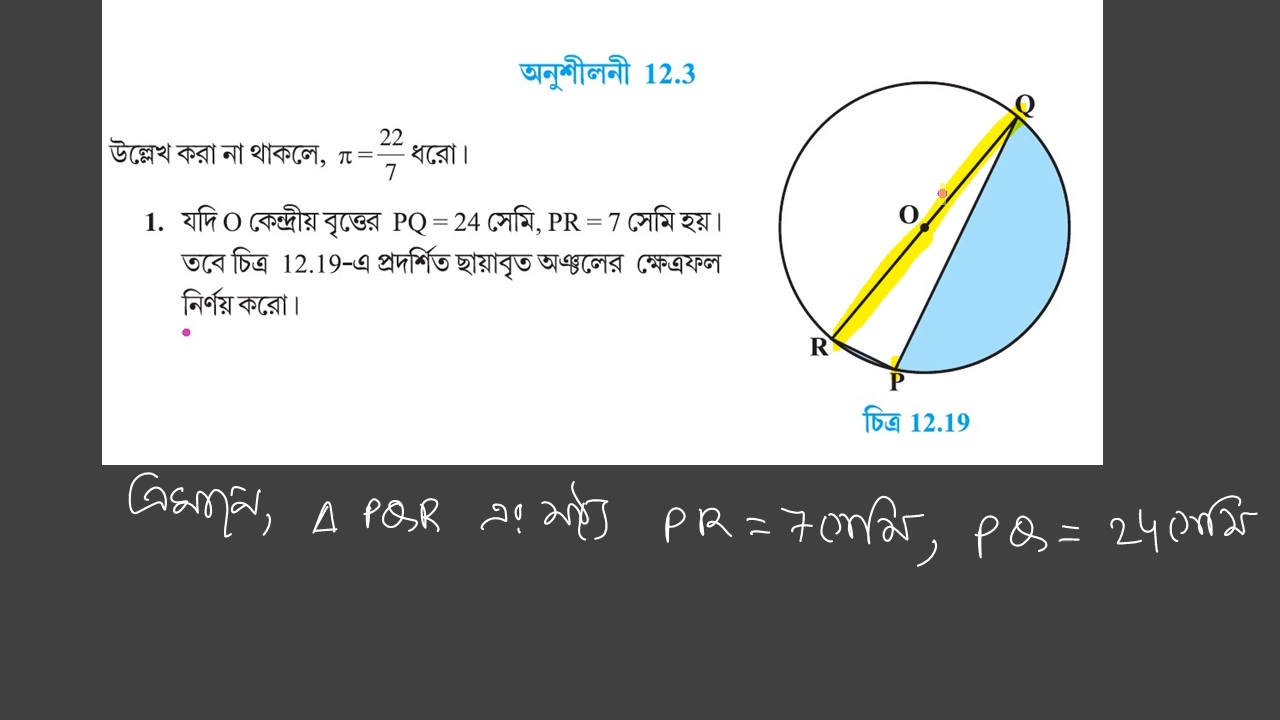 অনুশীলনী 12.3
উল্লেখ করা না থাকলে, π = 22/7 ধরো।
1. যদি O কেন্দ্রীয় বৃত্তের PQ = 24 সেমি, PR = 7 সেমি হয়।
তবে চিত্র 12.19-এ প্রদর্শিত ছায়াবৃত অঞ্চলের ক্ষেত্রফল
নির্ণয় করো।
Q
O
R
P
চিত্র 12.19
Δ PQR এর মধ্যে PR = 7 সেমি, PQ = 24 সেমি